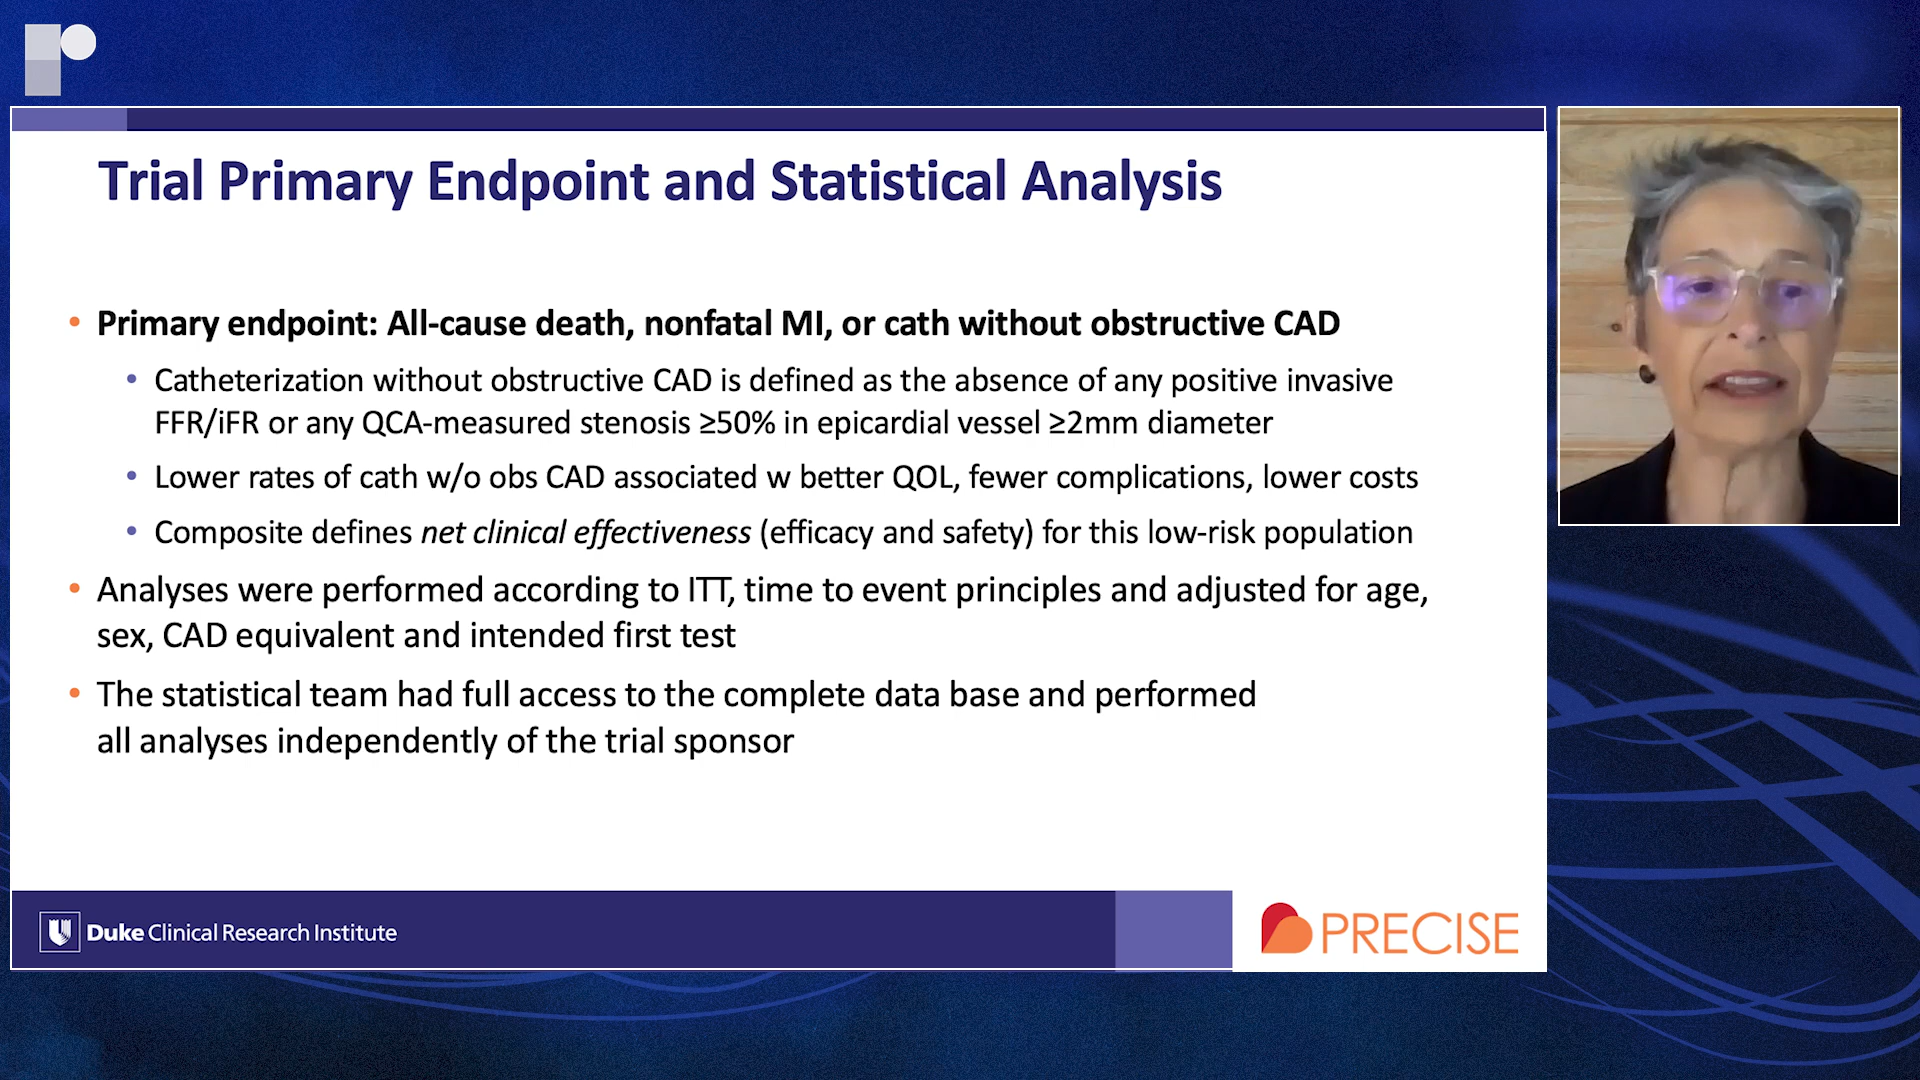 Trial Primary Endpoint and Statistical Analysis
• Primary endpoint: All-cause death, nonfatal MI, or cath without obstructive CAD
• Catheterization without obstructive CAD is defined as the absence of any positive invasive
FFR/iFR or any QCA-measured stenosis ≥50% in epicardial vessel ≥2mm diameter
• Lower rates of cath w/o obs CAD associated w better QOL, fewer complications, lower costs
• Composite defines net clinical effectiveness (efficacy and safety) for this low-risk population
• Analyses were performed according to ITT, time to event principles and adjusted for age,
sex, CAD equivalent and intended first test
• The statistical team had full access to the complete data base and performed
all analyses independently of the trial sponsor
Duke Clinical Research Institute
PRECISE